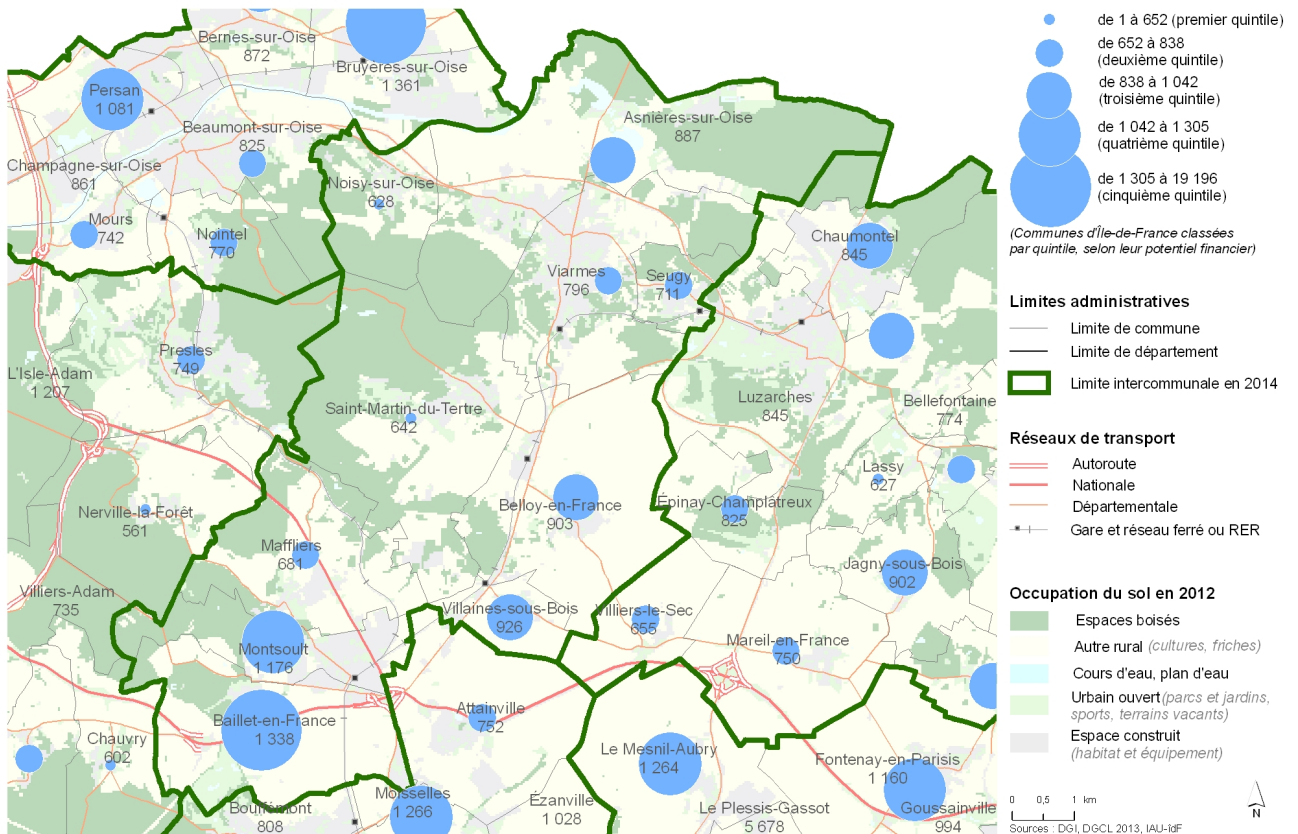 Bernes-sur-Oise
872
Bruyères-sur-Oise
1 361
Persan
1 081
Beaumont-sur-Oise
825
Asnières-sur-Oise
887
Champagne-sur-Oise
861
Noisy-sur-Oise
628
Mours
742
Nointel
770
Chaumontel
845
Viarmes
796
Seugy
711
Presles
749
L'Isle-Adam
1 207
Saint-Martin-du-Tertre
642
Luzarches
845
Bellefontaine
774
Lassy
627
Nerville-la-Forêt
561
Belloy-en-France
903
Épinay-Champlâtreux
825
Maffliers
681
Jagny-sous-Bois
902
Villiers-Adam
735
Villaines-sous-Bois
926
Villiers-le-Sec
655
Montsoult
1 176
Mareil-en-France
750
Baillet-en-France
1 338
Attainville
752
Chauvry
602
Le Mesnil-Aubry
1 264
Fontenay-en-Parisis
1 160
Bouffémont
808
Moisselles
1 266
Ézanville
1 028
Le Plessis-Gassot
5 678
Goussainville
994
de 1 à 652 (premier quintile)
de 652 à 838
(deuxième quintile)
de 838 à 1 042
(troisième quintile)
de 1 042 à 1 305
(quatrième quintile)
de 1 305 à 19 196
(cinquième quintile)
(Communes d'Île-de-France classées
par quintile, selon leur potentiel financier)
Limites administratives
Limite de commune
Limite de département
Limite intercommunale en 2014
Réseaux de transport
Autoroute
Nationale
Départementale
Gare et réseau ferré ou RER
Occupation du sol en 2012
Espaces boisés
Autre rural (cultures, friches)
Cours d'eau, plan d'eau
Urbain ouvert (parcs et jardins,
sports, terrains vacants)
Espace construit
(habitat et équipement)
0 0,5 1 km
N
Sources : DGI, DGCL 2013, IAU-îdF